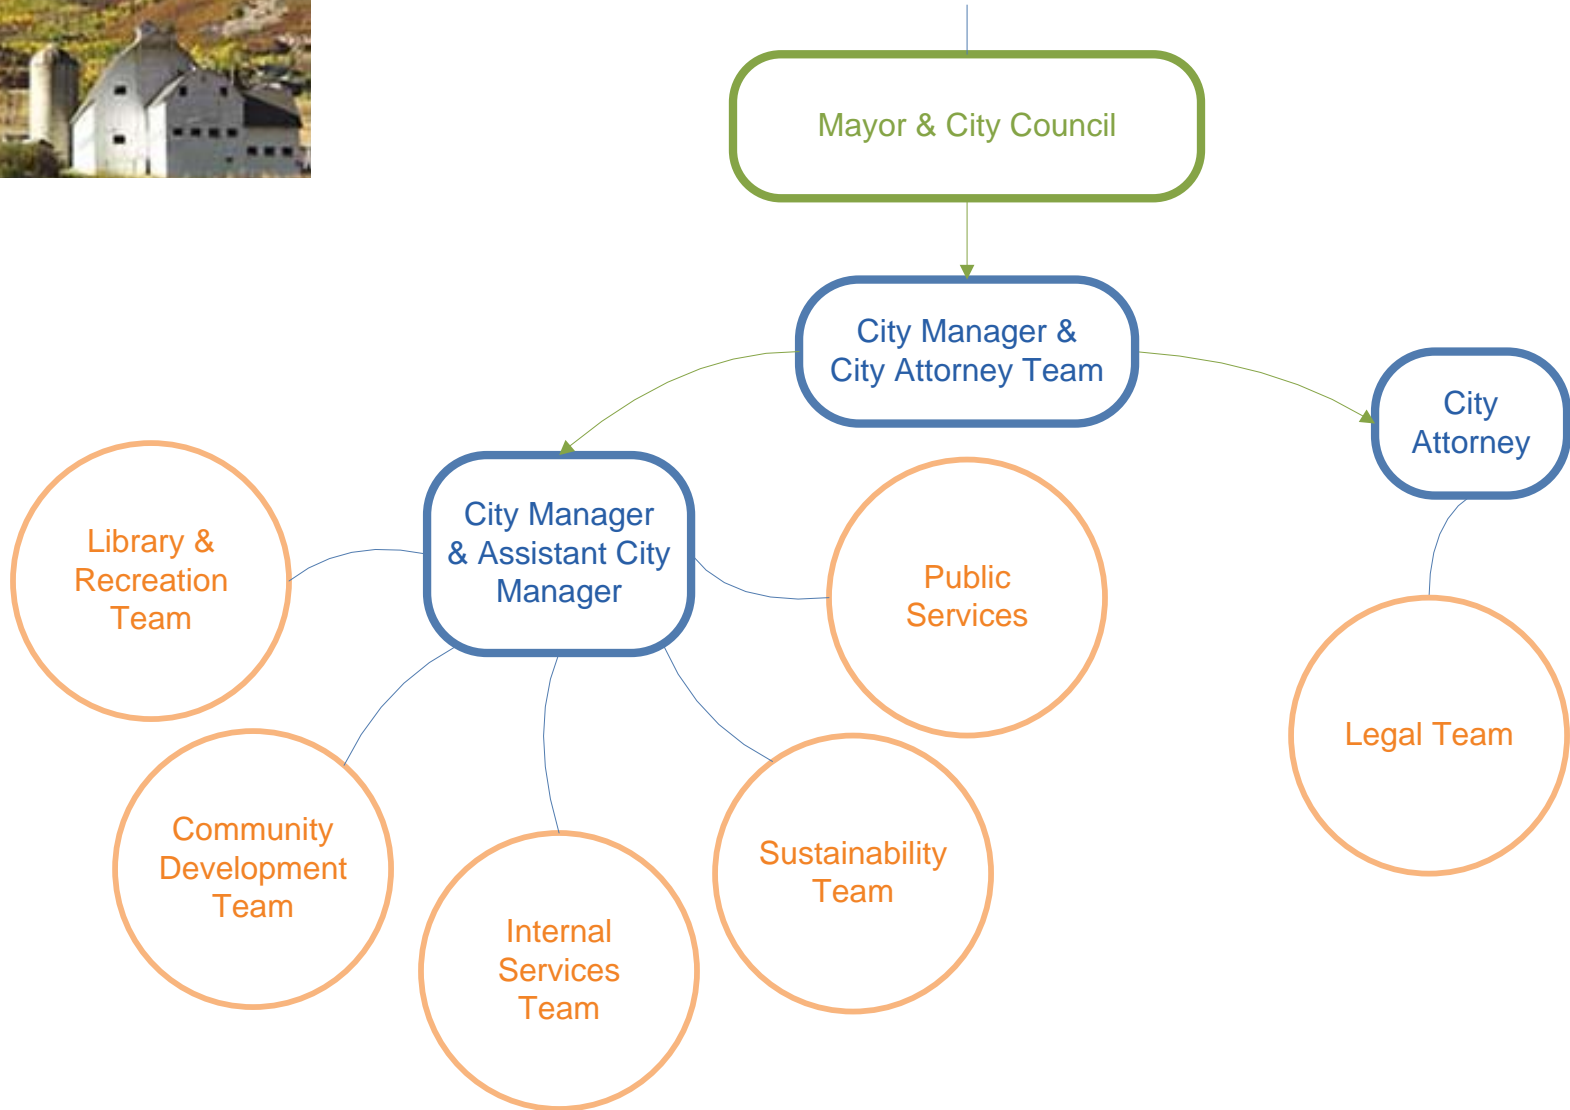 Mayor & City Council
City Manager &
City Attorney Team
City
Attorney
City Manager
& Assistant City
Manager
Library &
Recreation
Team
Public
Services
Legal Team
Community
Development
Team
Sustainability
Team
Internal
Services
Team